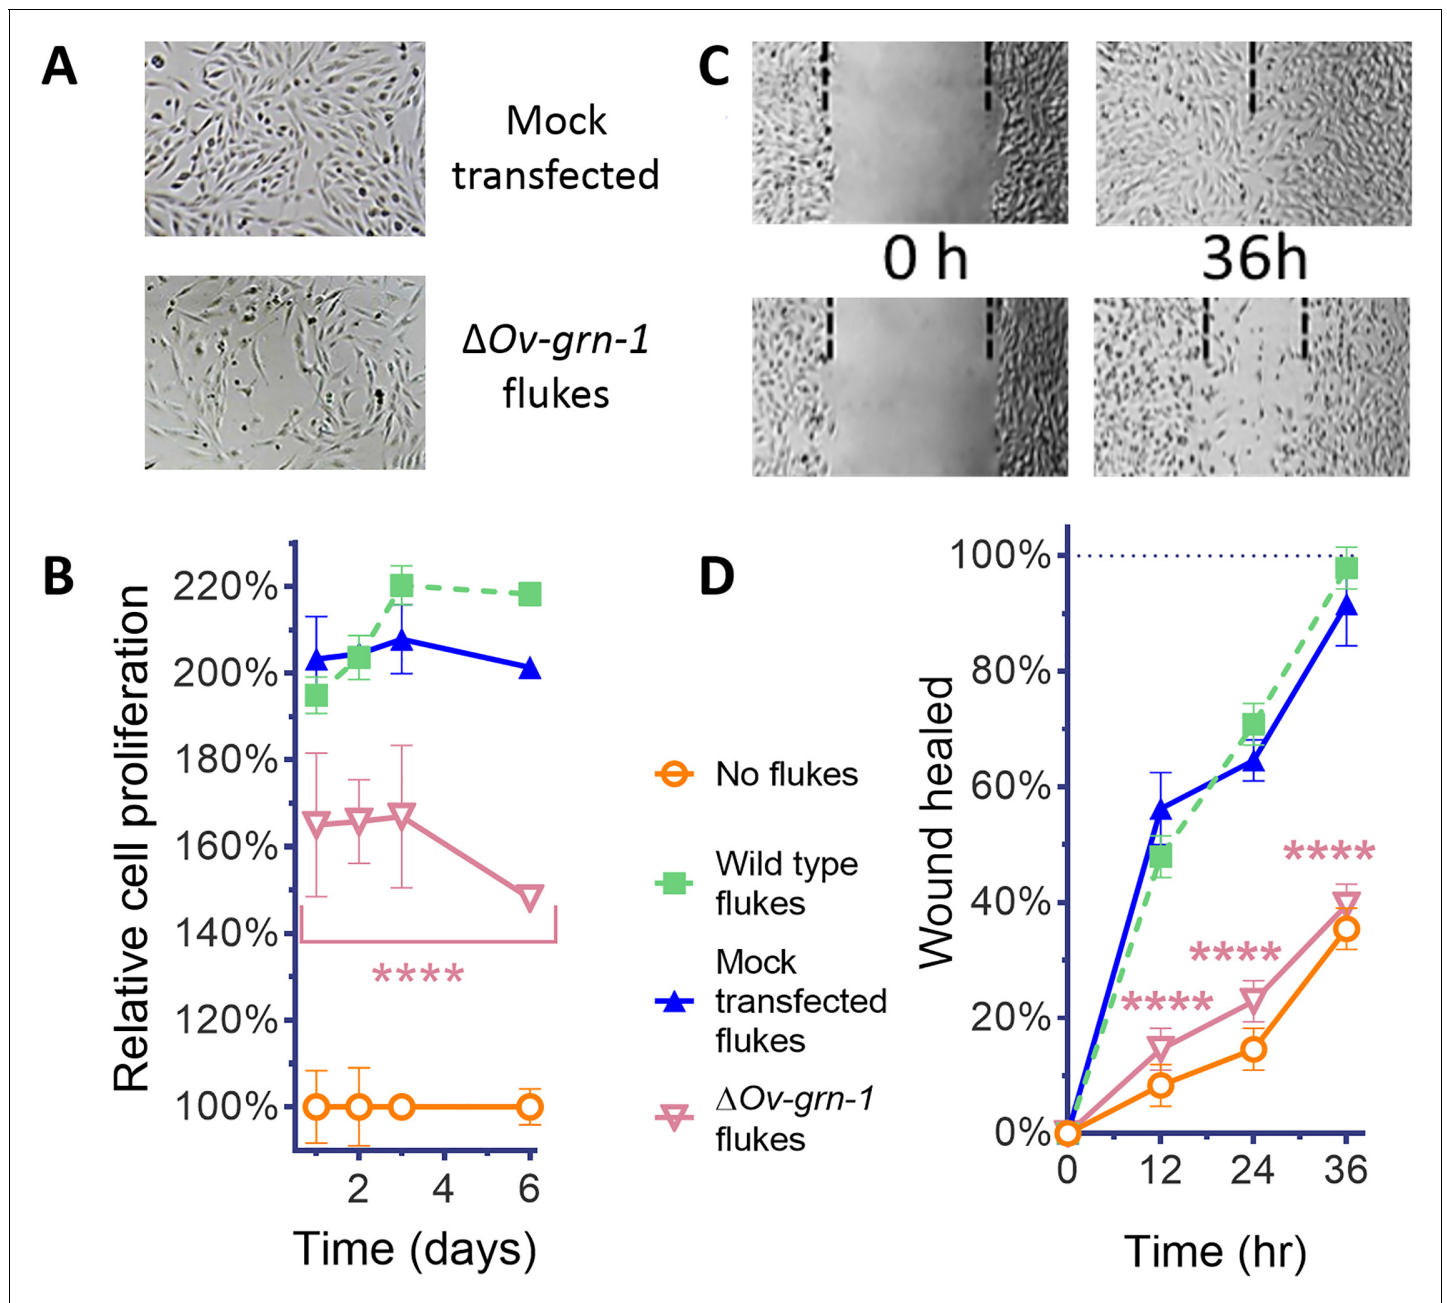 A
Mock
transfected
ΔOv-grn-1
flukes
C
0 h
36h
B
Relative cell proliferation
220%
200%
180%
160%
140%
120%
100%
****
2
4
6
Time (days)
No flukes
Wild type
flukes
Mock
transfected
flukes
ΔOv-grn-1
flukes
D
Wound healed
100%
80%
60%
40%
20%
0%
****
****
****
0
12
24
36
Time (hr)